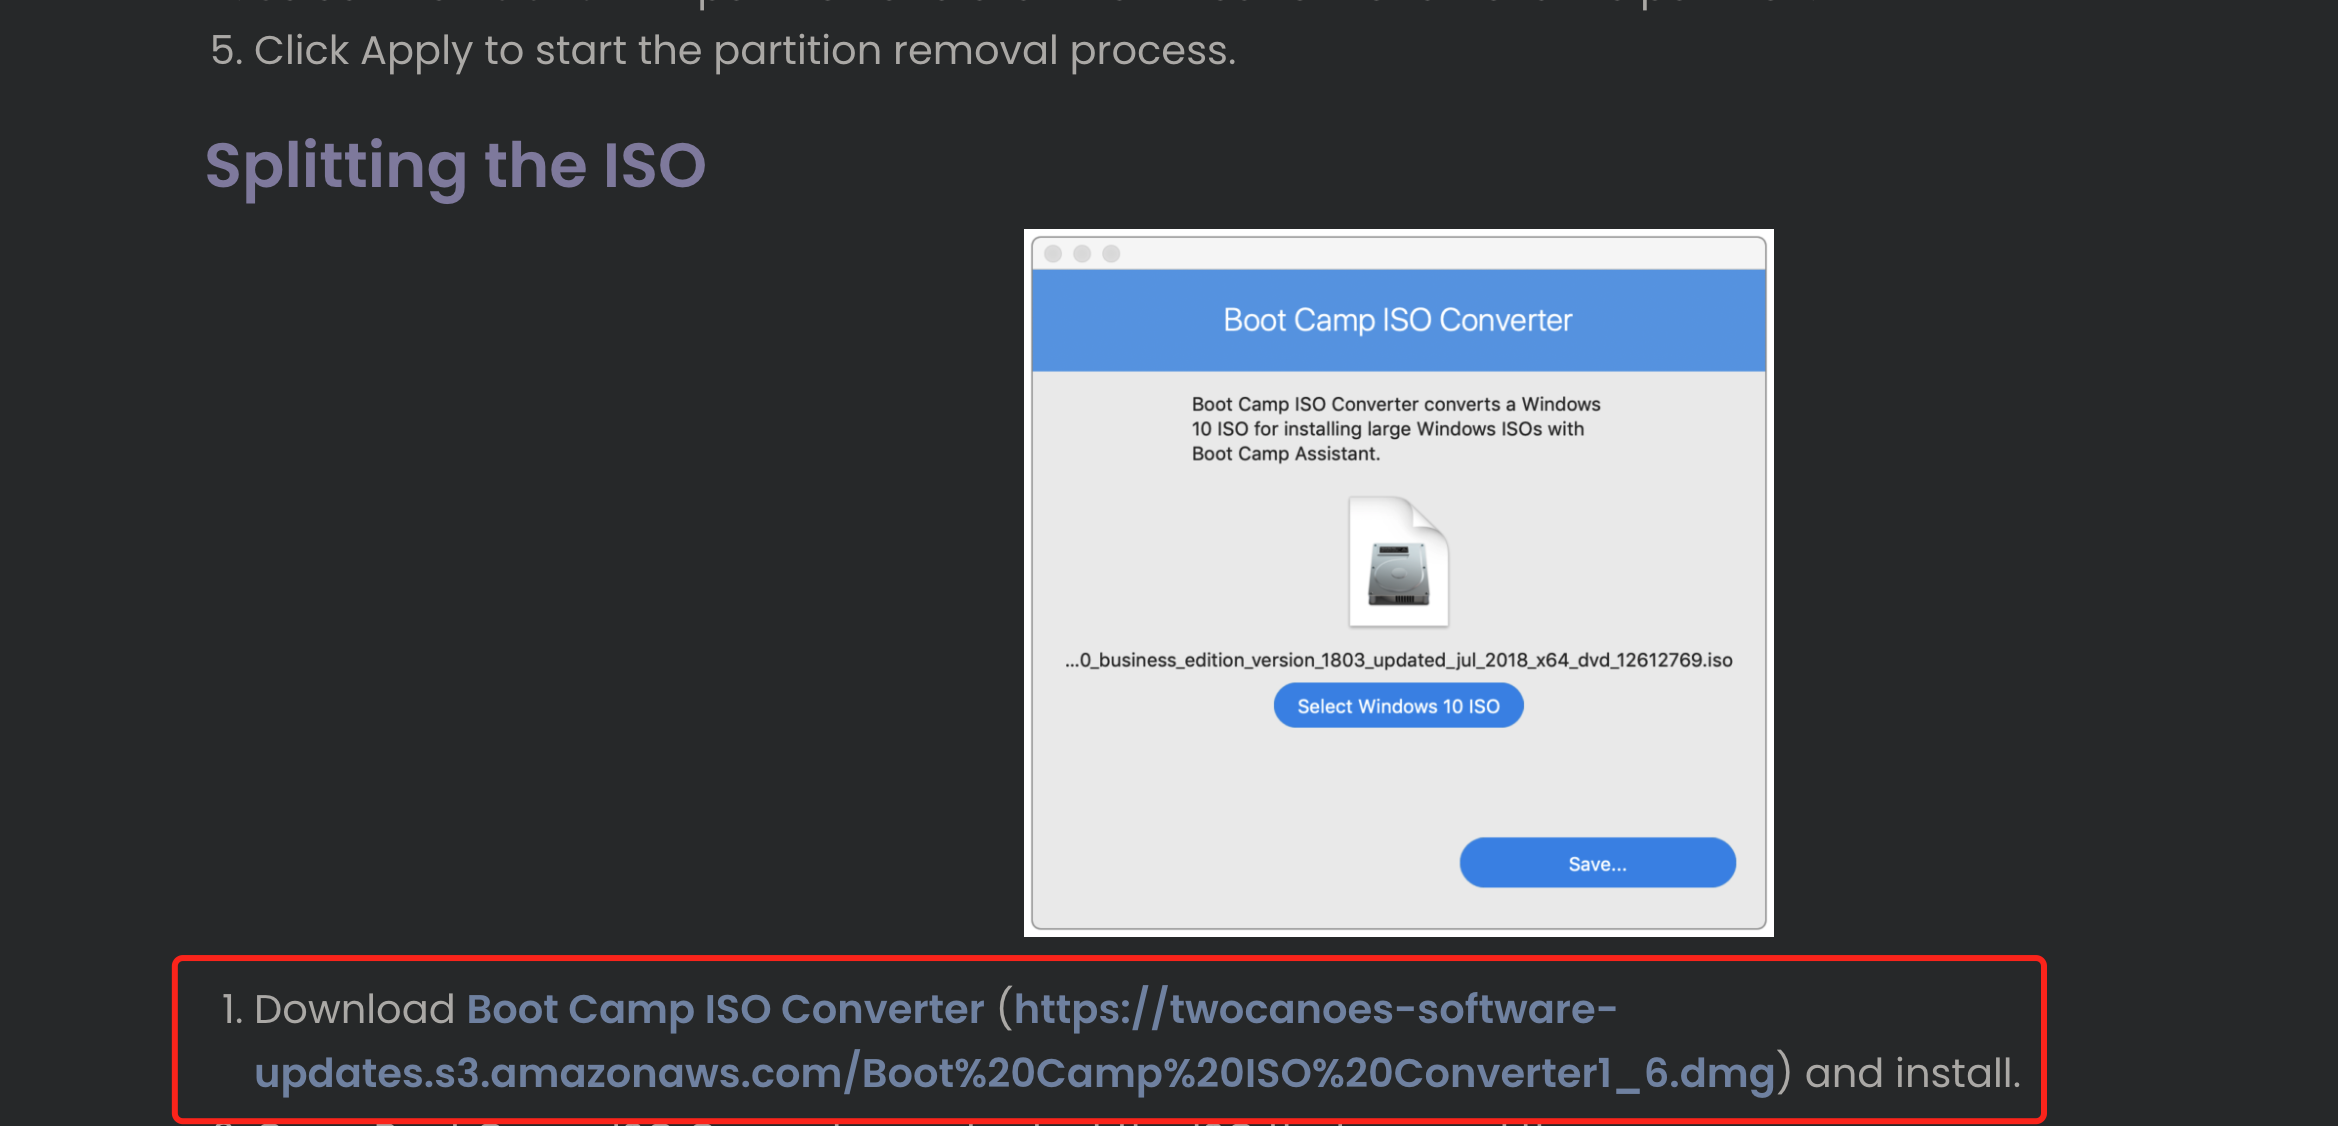 5. Click Apply to start the partition removal process.
Splitting the ISO
Boot Camp ISO Converter
Boot Camp ISO Converter converts a Windows
10 ISO for installing large Windows ISOs with
Boot Camp Assistant.
...0_business_edition_version_1803_updated_jul_2018_x64_dvd_12612769.iso
Select Windows 10 ISO
Save...
1. Download Boot Camp ISO Converter (https://twocanoes-software-
updates.s3.amazonaws.com/Boot%20Camp%20ISO%20Converter1_6.dmg) and install.